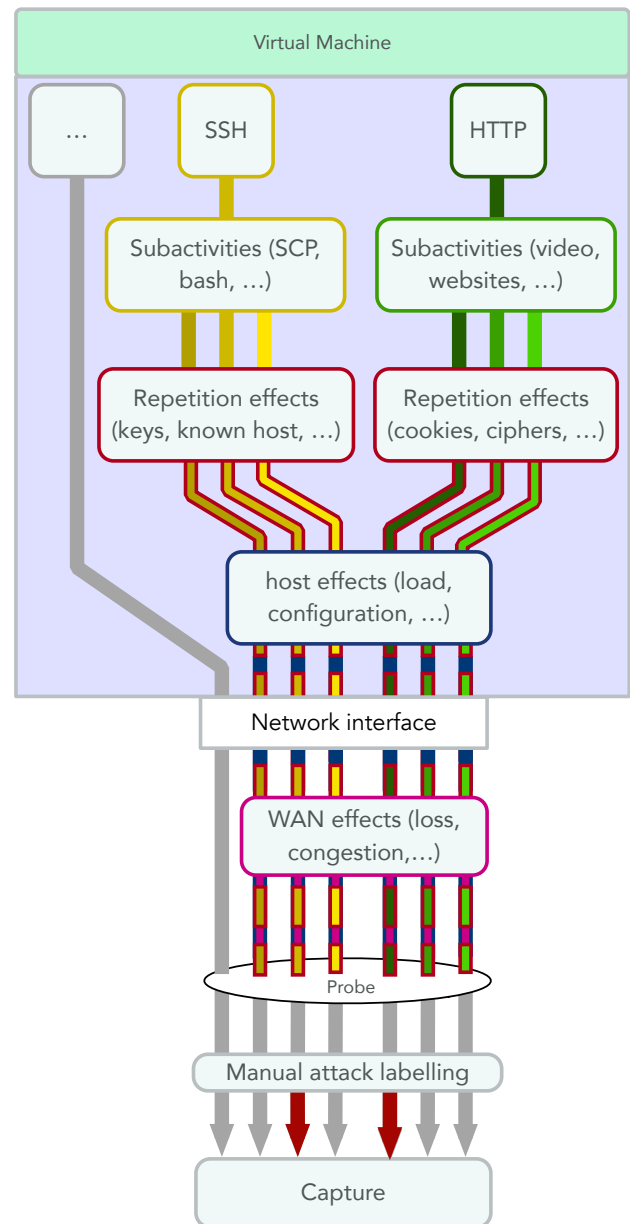 Virtual Machine
…
SSH
HTTP
Subactivities (SCP,
bash, …)
Subactivities (video,
websites, …)
Repetition effects
(keys, known host, …)
Repetition effects
(cookies, ciphers, …)
host effects (load,
configuration, …)
Network interface
WAN effects (loss,
congestion,…)
Probe
Manual attack labelling
Capture